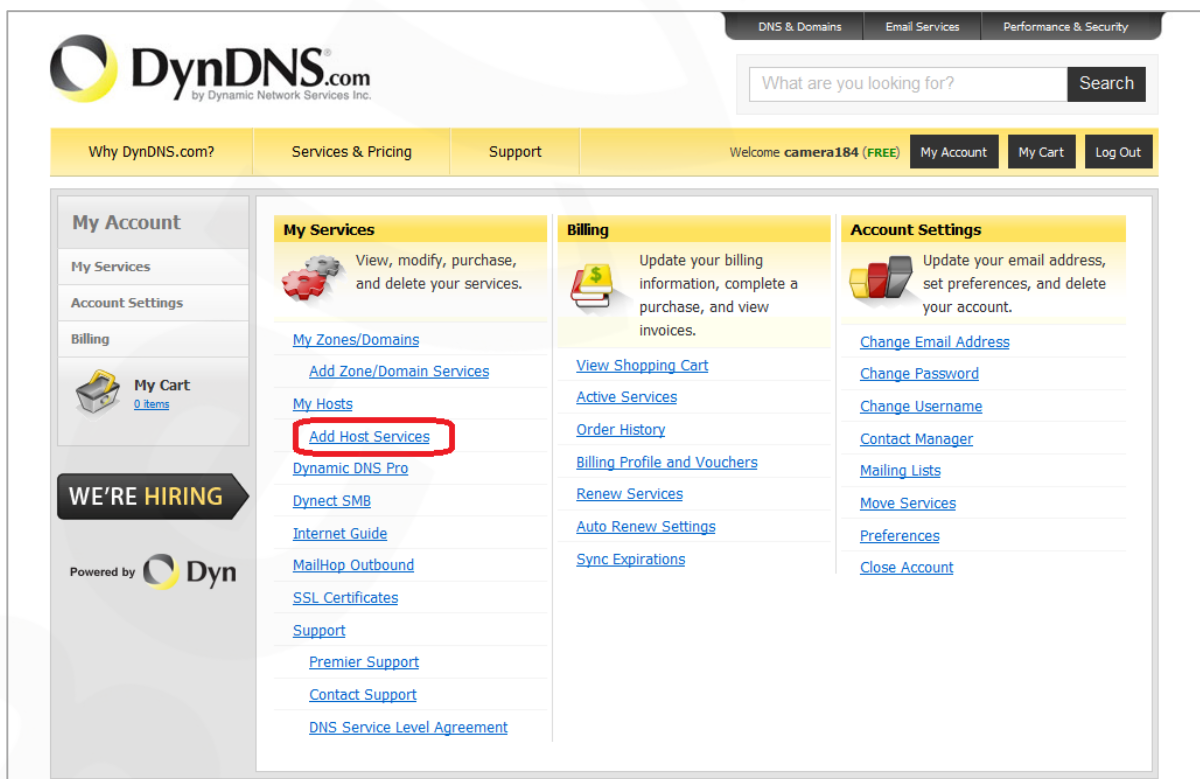 DNS & Domains
Email Services
Performance & Security
DynDNS.com
by Dynamic Network Services Inc.
What are you looking for?
Search
Why DynDNS.com?
Services & Pricing
Support
Welcome camera184 (FREE)
My Account
My Cart
Log Out
My Account
My Services
Account Settings
Billing
My Cart
0 items
WE'RE HIRING
Powered by Dyn
My Services
View, modify, purchase,
and delete your services.
My Zones/Domains
Add Zone/Domain Services
My Hosts
Add Host Services
Dynamic DNS Pro
Dynect SMB
Internet Guide
MailHop Outbound
SSL Certificates
Support
Premier Support
Contact Support
DNS Service Level Agreement
Billing
Update your billing
information, complete a
purchase, and view
invoices.
View Shopping Cart
Active Services
Order History
Billing Profile and Vouchers
Renew Services
Auto Renew Settings
Sync Expirations
Account Settings
Update your email address,
set preferences, and delete
your account.
Change Email Address
Change Password
Change Username
Contact Manager
Mailing Lists
Move Services
Preferences
Close Account